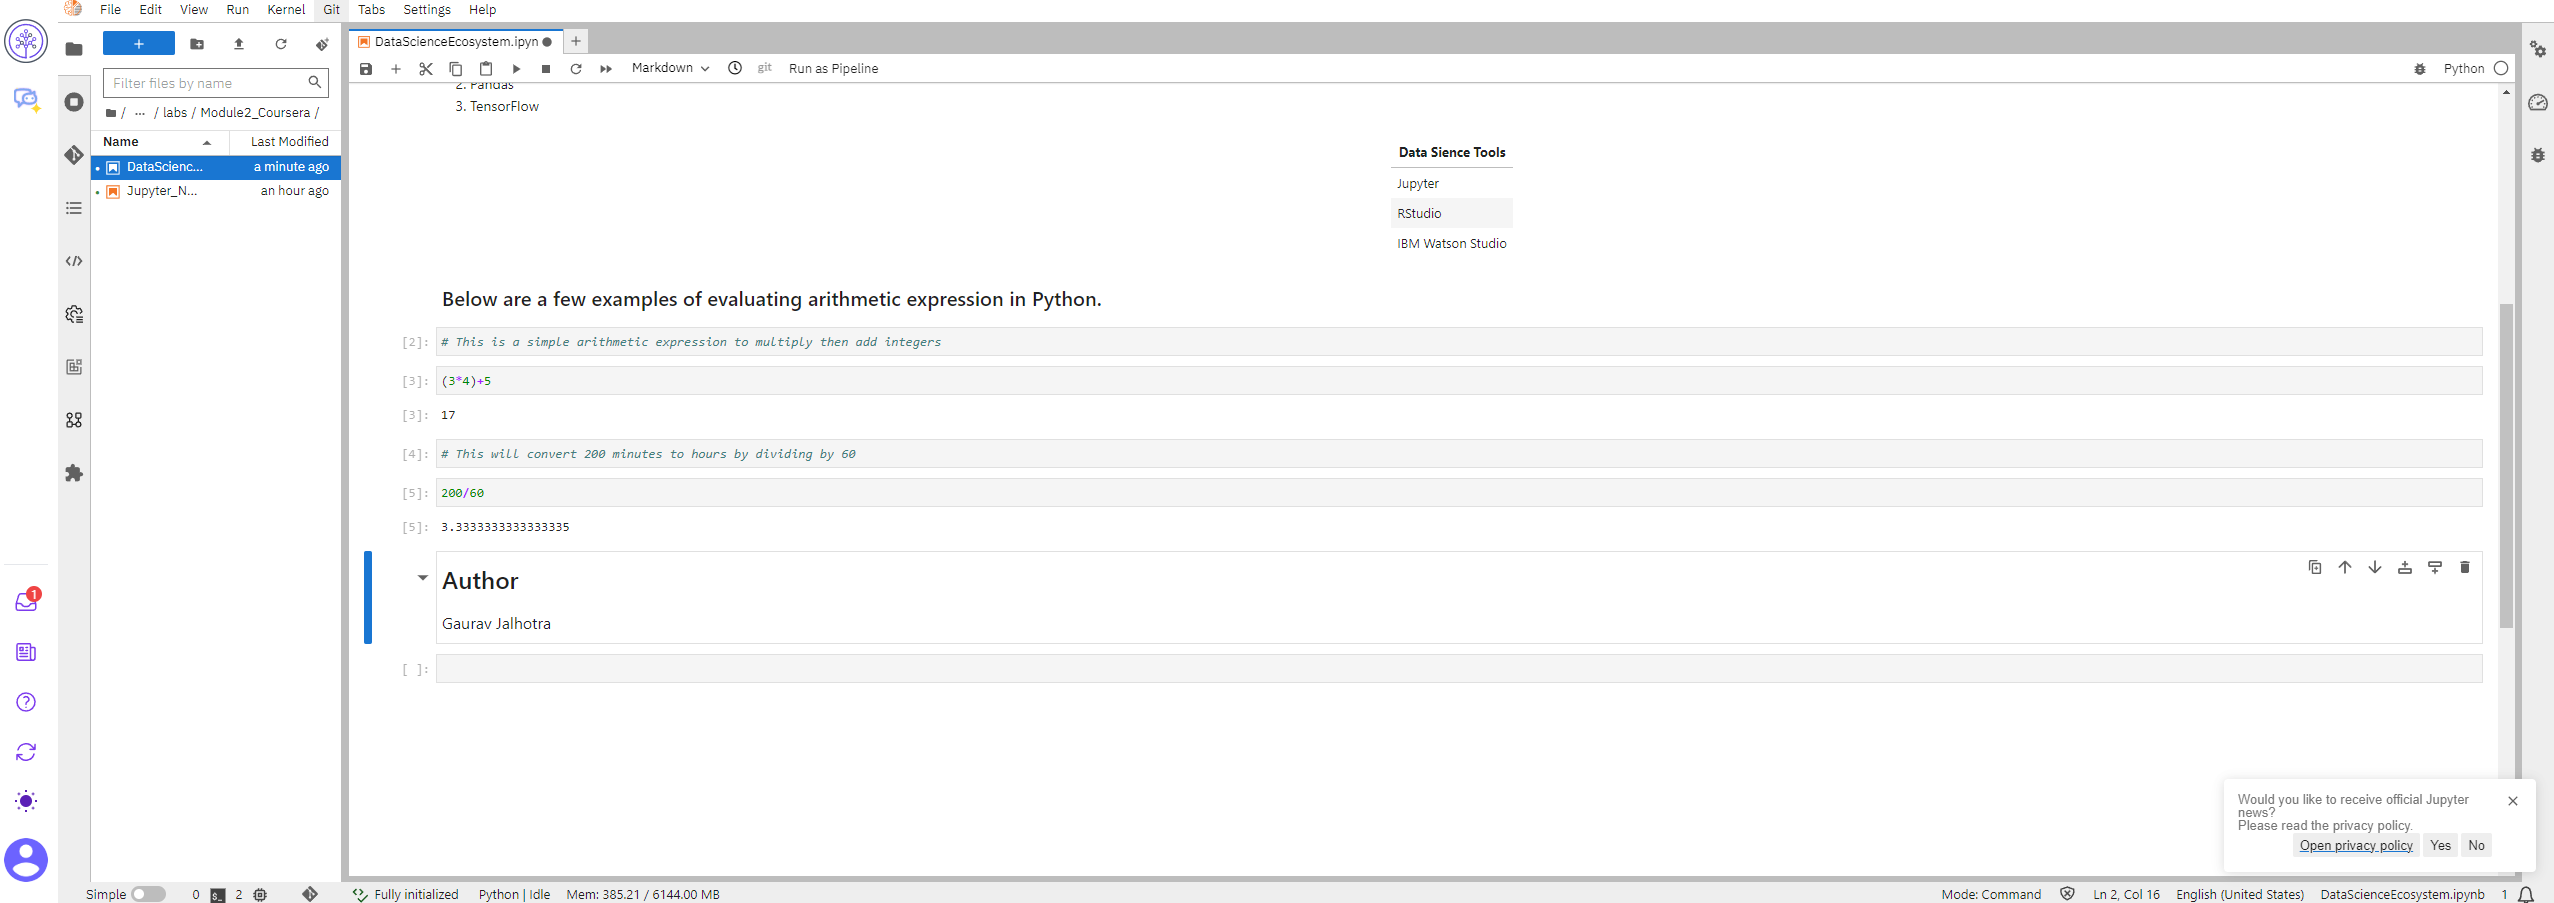 File Edit View Run Kernel Git Tabs Settings Help
+
Filter files by name
/ ... / labs / Module2_Coursera /
Name Last Modified
DataScienc... a minute ago
Jupyter_N... an hour ago
DataScienceEcosystem.ipyn +
Markdown git Run as Pipeline Python
2. Pandas
3. TensorFlow
Data Sience Tools
Jupyter
RStudio
IBM Watson Studio
Below are a few examples of evaluating arithmetic expression in Python.
[2]: # This is a simple arithmetic expression to multiply then add integers
[3]: (3*4)+5
[3]: 17
[4]: # This will convert 200 minutes to hours by dividing by 60
[5]: 200/60
[5]: 3.3333333333333335
Author
Gaurav Jalhotra
[ ]:
1
Would you like to receive official Jupyter
news?
Please read the privacy policy.
Open privacy policy Yes No
Simple 0 $_ 2 Fully initialized Python | Idle Mem: 385.21 / 6144.00 MB Mode: Command Ln 2, Col 16 English (United States) DataScienceEcosystem.ipynb 1